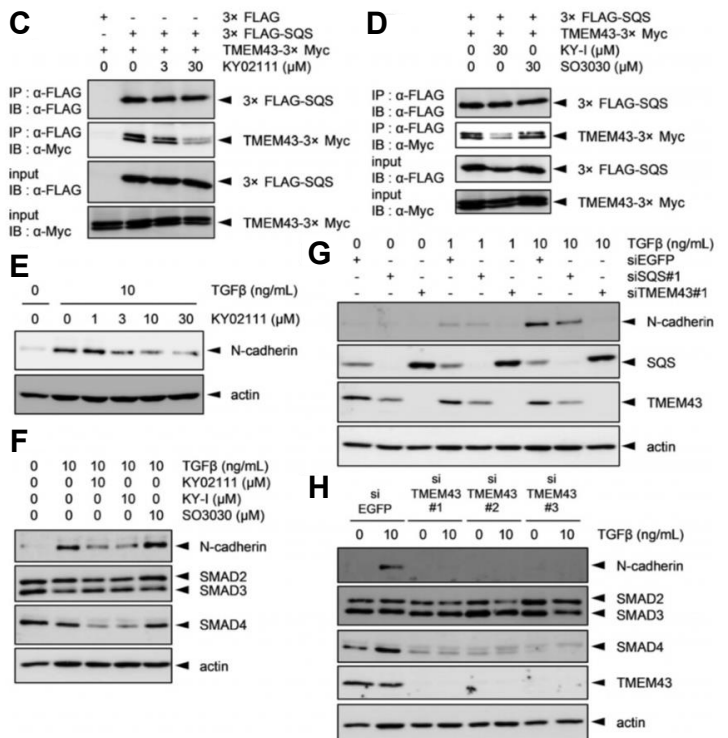 C
+ - - - 3× FLAG
- + + + 3× FLAG-SQS
+ + + + TMEM43-3× Myc
0 0 3 30 KY02111 (μM)
IP : α-FLAG
IB : α-FLAG
3× FLAG-SQS
IP : α-FLAG
IB : α-Myc
TMEM43-3× Myc
input
IB : α-FLAG
3× FLAG-SQS
input
IB : α-Myc
TMEM43-3× Myc
D
+ + + 3× FLAG-SQS
+ + + TMEM43-3× Myc
0 30 0 KY-I (μM)
0 0 30 SO3030 (μM)
IP : α-FLAG
IB : α-FLAG
3× FLAG-SQS
IP : α-FLAG
IB : α-Myc
TMEM43-3× Myc
input
IB : α-FLAG
3× FLAG-SQS
input
IB : α-Myc
TMEM43-3× Myc
E
0 10 TGFβ (ng/mL)
0 0 1 3 10 30 KY02111 (μM)
N-cadherin
actin
F
0 10 10 10 10 TGFβ (ng/mL)
0 0 10 0 0 KY02111 (μM)
0 0 0 10 0 KY-I (μM)
0 0 0 0 10 SO3030 (μM)
N-cadherin
SMAD2
SMAD3
SMAD4
actin
G
0 0 0 1 1 1 10 10 10 TGFβ (ng/mL)
+ - - + - - + - - siEGFP
- + - - + - - + - siSQS#1
- - + - - + - - + siTMEM43#1
N-cadherin
SQS
TMEM43
actin
H
si
EGFP
si
TMEM43
#1
si
TMEM43
#2
si
TMEM43
#3
0 10 0 10 0 10 0 10 TGFβ (ng/mL)
N-cadherin
SMAD2
SMAD3
SMAD4
TMEM43
actin